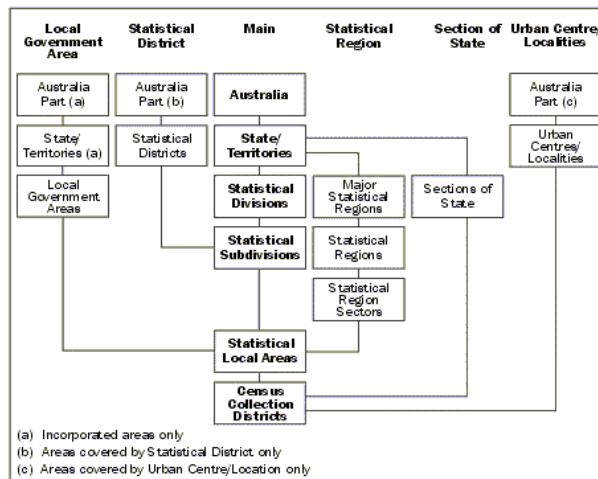 Local
Government
Area
Statistical
District
Main
Statistical
Region
Section of
State
Urban Centre/
Localities
Australia
Part (a)
Australia
Part (b)
Australia
Australia
Part (c)
State/
Territories (a)
Statistical
Districts
State/
Territories
Urban
Centres/
Localities
Local
Government
Areas
Statistical
Divisions
Major
Statistical
Regions
Sections of
State
Statistical
Subdivisions
Statistical
Regions
Statistical
Region
Sectors
Statistical
Local Areas
Census
Collection
Districts
(a) Incorporated areas only
(b) Areas covered by Statistical District only
(c) Areas covered by Urban Centre/Location only